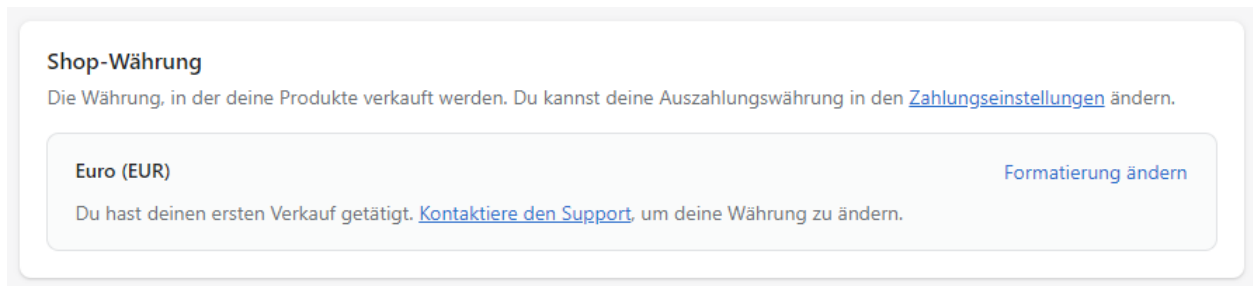 Shop-Währung
Die Währung, in der deine Produkte verkauft werden. Du kannst deine Auszahlungswährung in den Zahlungseinstellungen ändern.
Euro (EUR)
Formatierung ändern
Du hast deinen ersten Verkauf getätigt. Kontaktiere den Support, um deine Währung zu ändern.